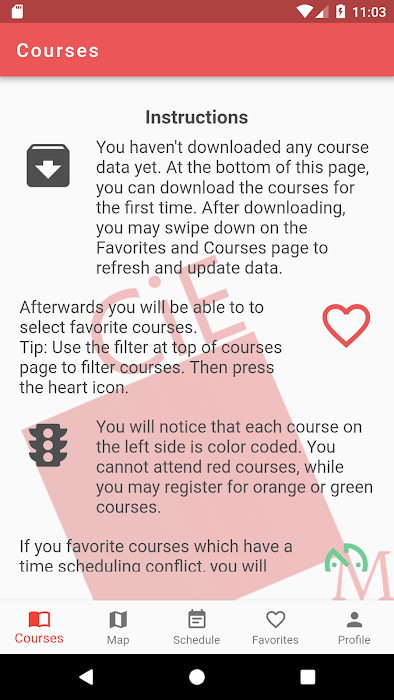 11:03
Courses
Instructions
You haven't downloaded any course
data yet. At the bottom of this page,
you can download the courses for
the first time. After downloading,
you may swipe down on the
Favorites and Courses page to
refresh and update data.
Afterwards you will be able to to
select favorite courses.
Tip: Use the filter at top of courses
page to filter courses. Then press
the heart icon.
You will notice that each course on
the left side is color coded. You
cannot attend red courses, while
you may register for orange or green
courses.
If you favorite courses which have a
time scheduling conflict, you will
CiE
M
Courses
Map
Schedule
Favorites
Profile